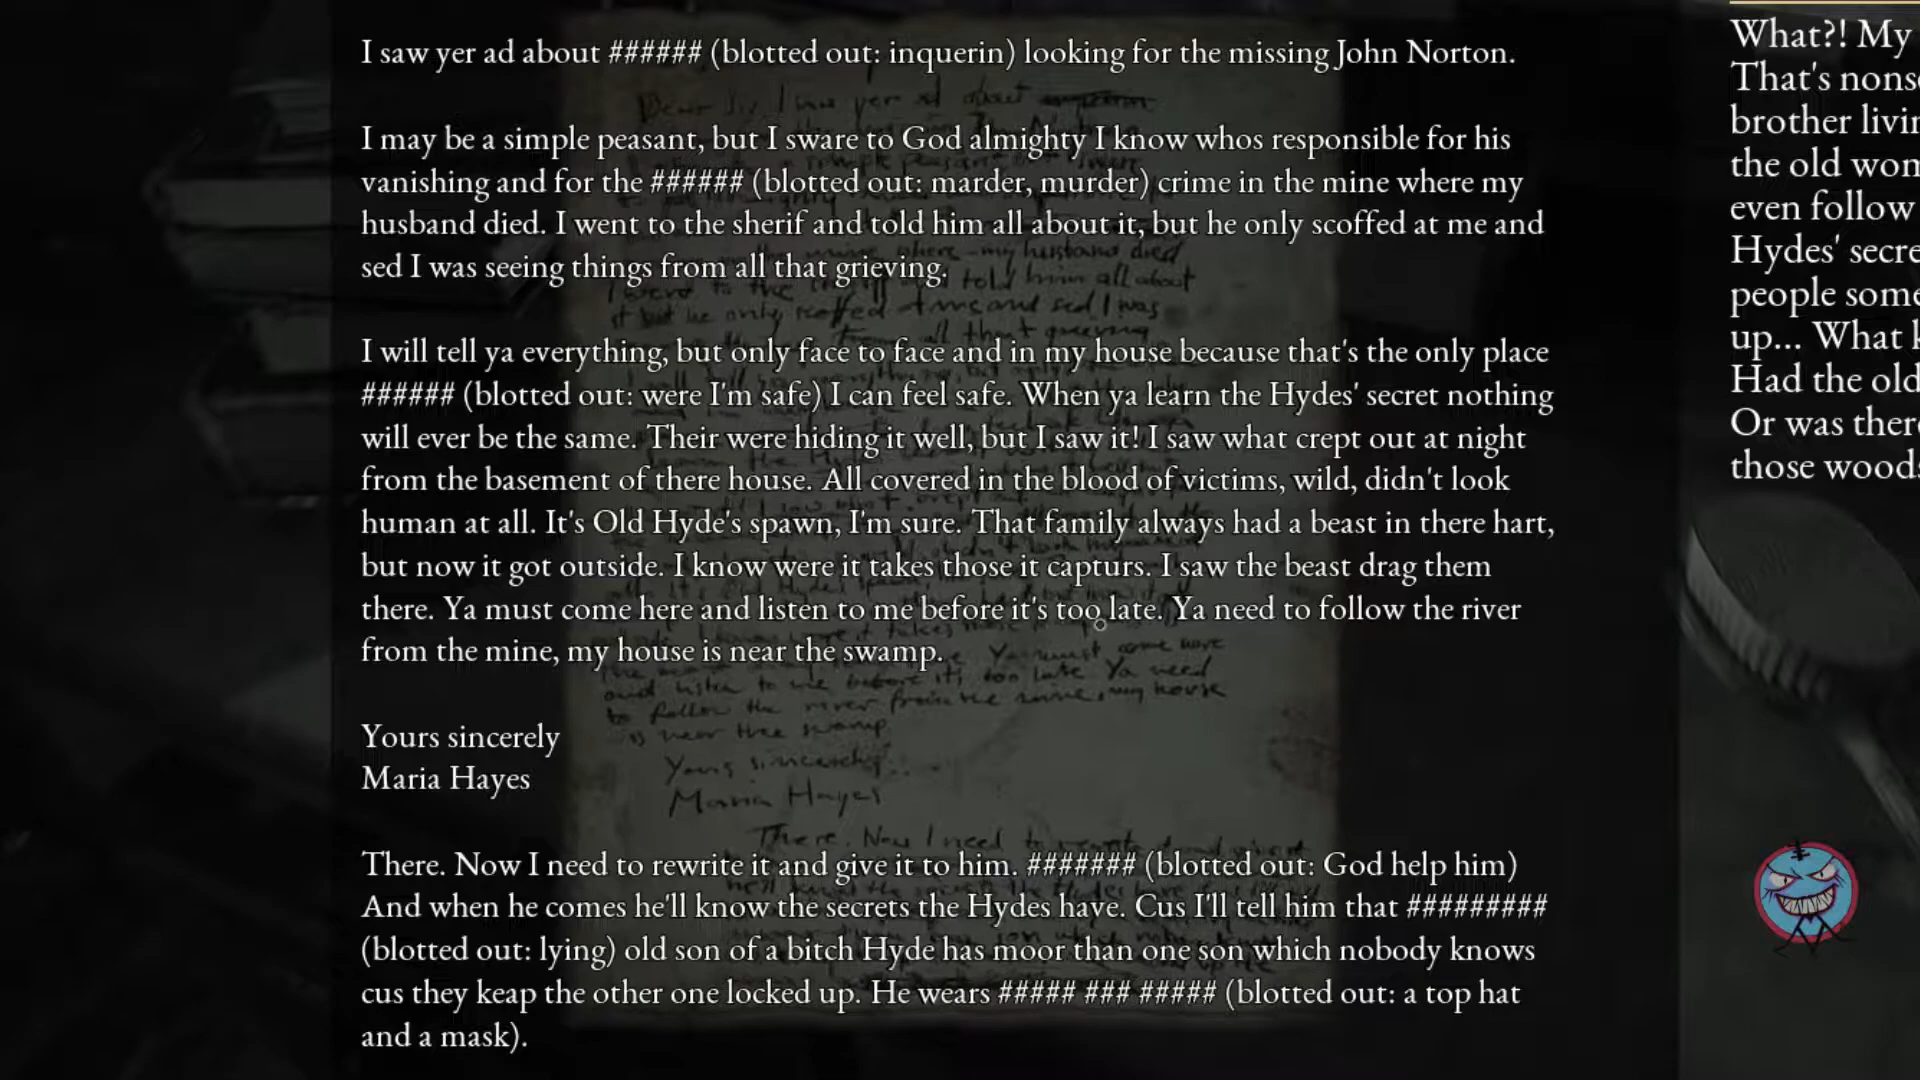 I saw yer ad about ###### (blotted out: inquerin) looking for the missing John Norton.
I may be a simple peasant, but I sware to God almighty I know whos responsible for his
vanishing and for the ###### (blotted out: marder, murder) crime in the mine where my
husband died. I went to the sherif and told him all about it, but he only scoffed at me and
sed I was seeing things from all that grieving.
I will tell ya everything, but only face to face and in my house because that's the only place
###### (blotted out: were I'm safe) I can feel safe. When ya learn the Hydes' secret nothing
will ever be the same. Their were hiding it well, but I saw it! I saw what crept out at night
from the basement of there house. All covered in the blood of victims, wild, didn't look
human at all. It's Old Hyde's spawn, I'm sure. That family always had a beast in there hart,
but now it got outside. I know were it takes those it capturs. I saw the beast drag them
there. Ya must come here and listen to me before it's too late. Ya need to follow the river
from the mine, my house is near the swamp.
Yours sincerely
Maria Hayes
There. Now I need to rewrite it and give it to him. ####### (blotted out: God help him)
And when he comes he'll know the secrets the Hydes have. Cus I'll tell him that #########
(blotted out: lying) old son of a bitch Hyde has moor than one son which nobody knows
cus they keap the other one locked up. He wears ##### ### ##### (blotted out: a top hat
and a mask).
What?! My
That's nons
brother livin
the old wom
even follow
Hydes' secre
people some
up... What k
Had the old
Or was there
those woods